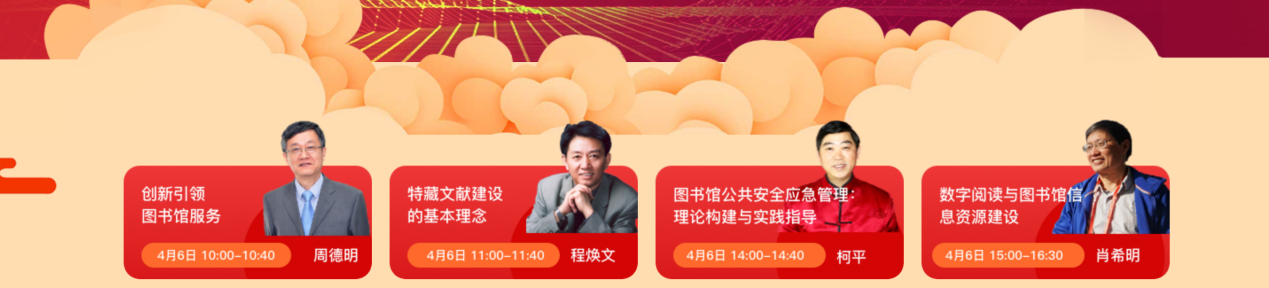 创新引领
图书馆服务
4月6日 10:00-10:40
周德明
特藏文献建设
的基本理念
4月6日 11:00-11:40
程焕文
图书馆公共安全应急管理：
理论构建与实践指导
4月6日 14:00-14:40
柯平
数字阅读与图书馆信
息资源建设
4月6日 15:00-16:30
肖希明